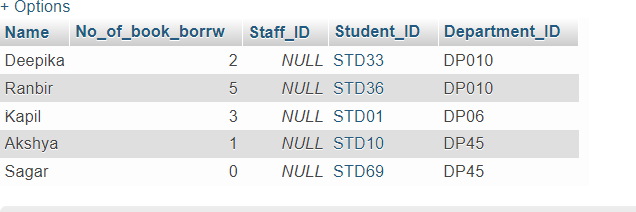 + Options
Name No_of_book_borrw Staff_ID Student_ID Department_ID
Deepika 2 NULL STD33 DP010
Ranbir 5 NULL STD36 DP010
Kapil 3 NULL STD01 DP06
Akshya 1 NULL STD10 DP45
Sagar 0 NULL STD69 DP45